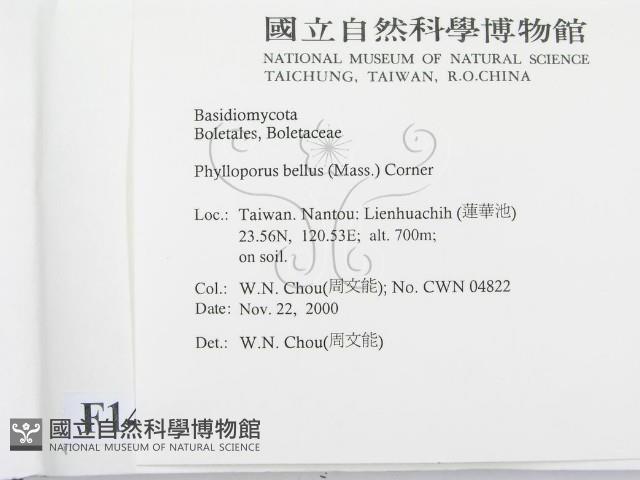 國立自然科學博物館
NATIONAL MUSEUM OF NATURAL SCIENCE
TAICHUNG, TAIWAN, R.O.CHINA
Basidiomycota
Boletales, Boletaceae
Phylloporus bellus (Mass.) Corner
Loc.: Taiwan. Nantou: Lienhuachih (蓮華池)
23.56N, 120.53E; alt. 700m;
on soil.
Col.: W.N. Chou(周文能); No. CWN 04822
Date: Nov. 22, 2000
Det.: W.N. Chou(周文能)
國立自然科學博物館
NATIONAL MUSEUM OF NATURAL SCIENCE